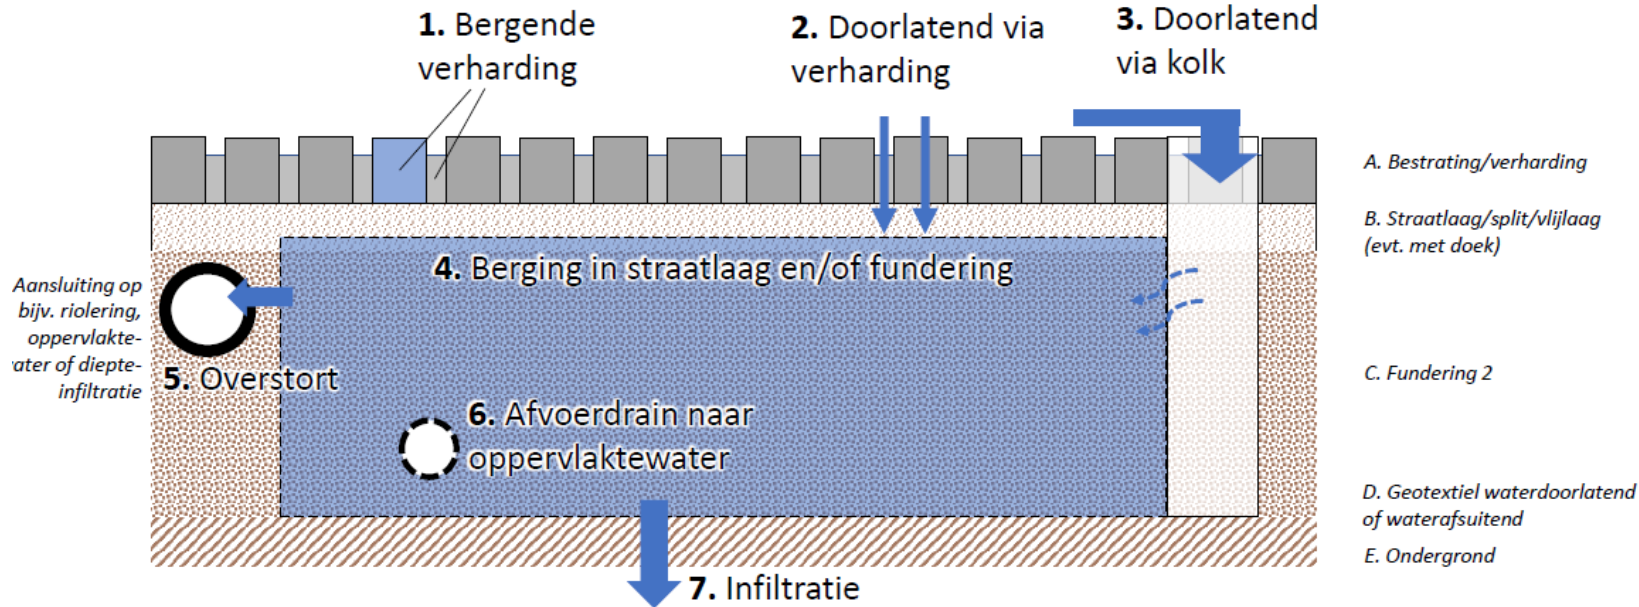 1. Bergende
verharding
2. Doorlatend via
verharding
3. Doorlatend
via kolk
A. Bestrating/verharding
B. Straatlaag/split/vlijlaag
(evt. met doek)
4. Berging in straatlaag en/of fundering
Aansluiting op
bijv. riolering,
oppervlakte-
ater of diepte-
infiltratie
5. Overstort
C. Fundering 2
6. Afvoerdrain naar
oppervlaktewater
D. Geotextiel waterdoorlatend
of waterafsuitend
E. Ondergrond
7. Infiltratie